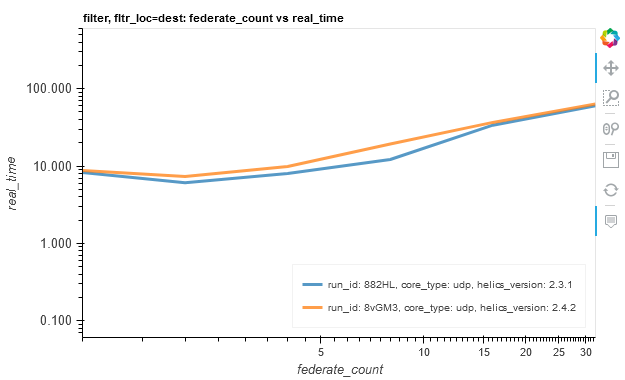 filter, fltr_loc=dest: federate_count vs real_time
100.000
10.000
1.000
0.100
real_time
run_id: 882HL, core_type: udp, helics_version: 2.3.1
run_id: 8vGM3, core_type: udp, helics_version: 2.4.2
5 10 15 20 25 30
federate_count